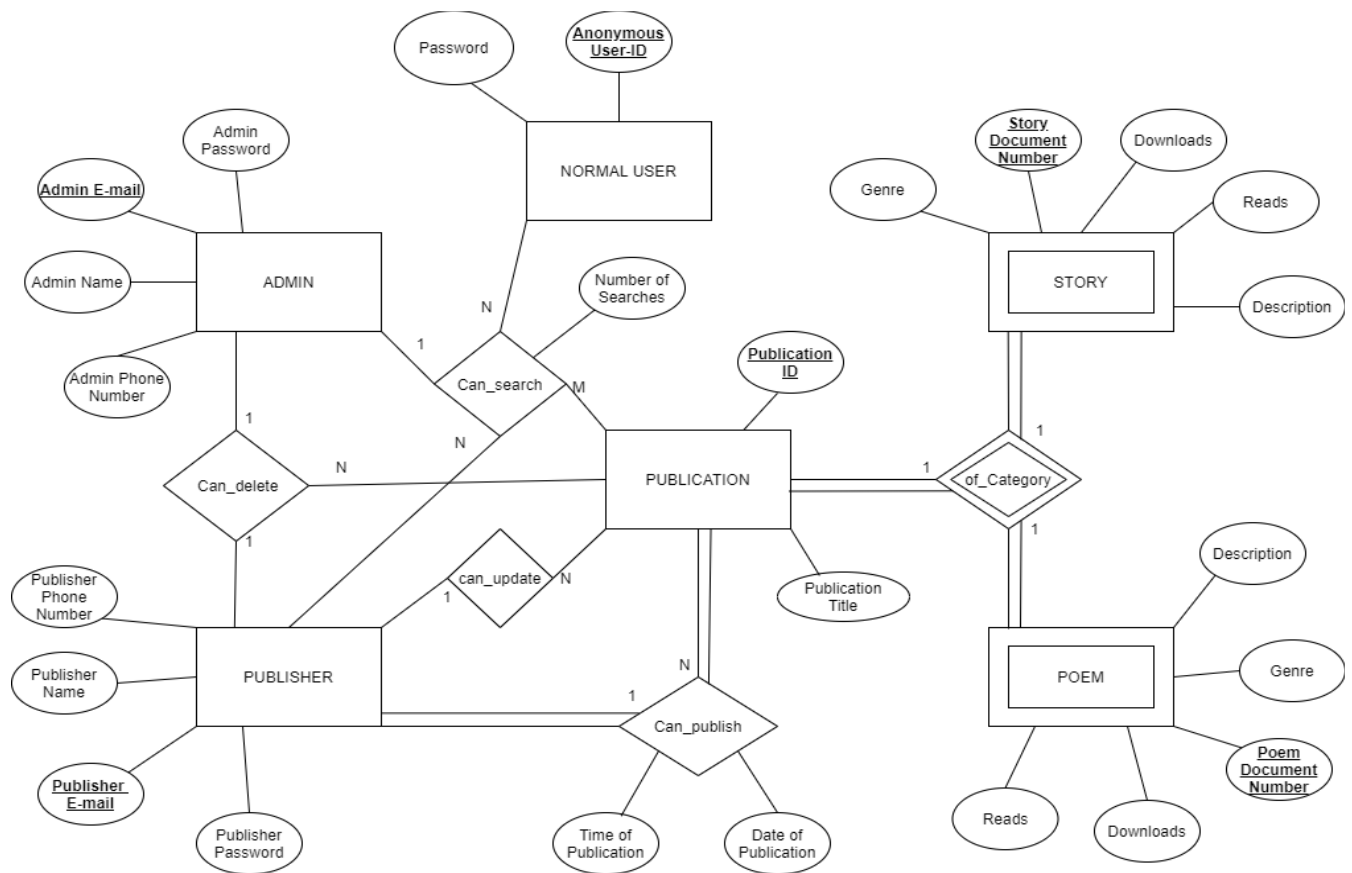 Password
Anonymous
User-ID
Admin
Password
Story
Document
Number
Downloads
NORMAL USER
Admin E-mail
Genre
Reads
Admin Name
ADMIN
Number of
Searches
STORY
N
Description
1
Can_search
Publication
ID
M
Admin Phone
Number
1
N
1
N
1
Can_delete
PUBLICATION
of_Category
1
1
Description
can_update
N
1
Publisher
Phone
Number
Publication
Title
Publisher
Name
PUBLISHER
N
POEM
Genre
1
Can_publish
Publisher
E-mail
Poem
Document
Number
Reads
Downloads
Publisher
Password
Time of
Publication
Date of
Publication